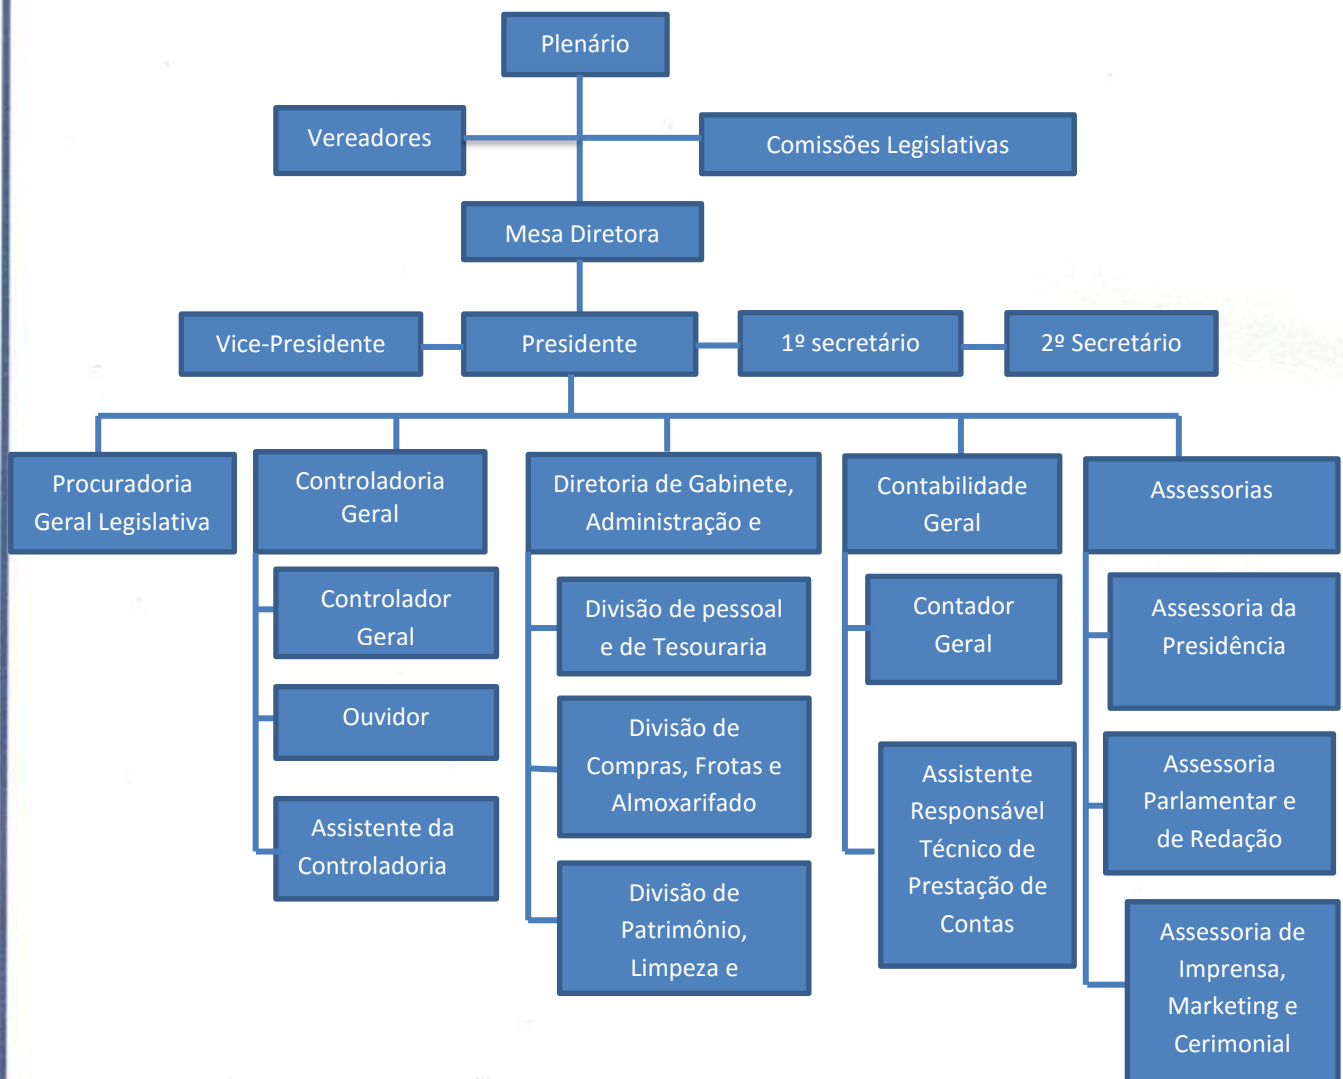 Plenário
Vereadores
Comissões Legislativas
Mesa Diretora
Vice-Presidente
Presidente
1º secretário
2º Secretário
Procuradoria
Geral Legislativa
Controladoria
Geral
Diretoria de Gabinete,
Administração e
Contabilidade
Geral
Assessorias
Controlador
Geral
Ouvidor
Assistente da
Controladoria
Divisão de pessoal
e de Tesouraria
Divisão de
Compras, Frotas e
Almoxarifado
Divisão de
Patrimônio,
Limpeza e
Contador
Geral
Assistente
Responsável
Técnico de
Prestação de
Contas
Assessoria da
Presidência
Assessoria
Parlamentar e
de Redação
Assessoria de
Imprensa,
Marketing e
Cerimonial